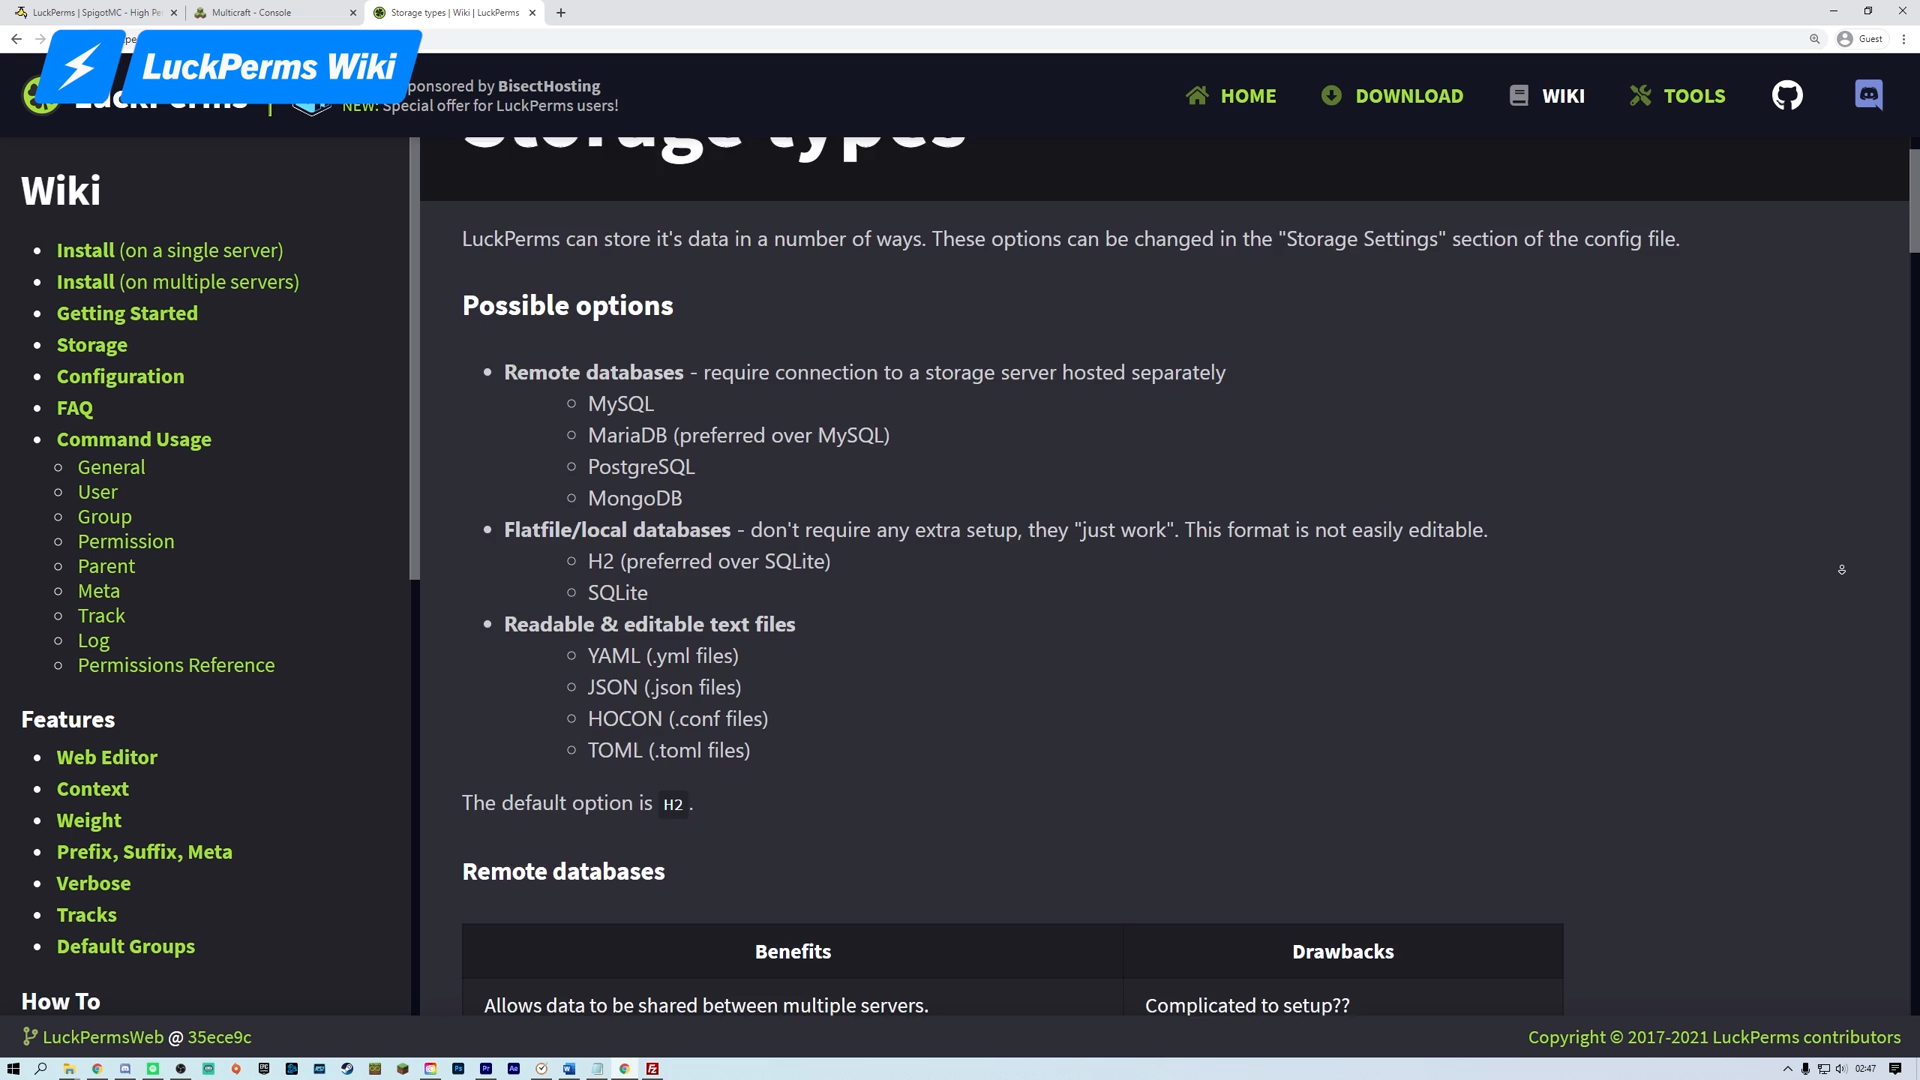 LuckPerms | SpigotMC - High Pe
Multicraft - Console
Storage types | Wiki | LuckPerms
Guest
LuckPerms Wiki
ponsored by BisectHosting
NEW: Special offer for LuckPerms users!
HOME
DOWNLOAD
WIKI
TOOLS
Storage types
Wiki
Install (on a single server)
Install (on multiple servers)
Getting Started
Storage
Configuration
FAQ
Command Usage
General
User
Group
Permission
Parent
Meta
Track
Log
Permissions Reference
Features
Web Editor
Context
Weight
Prefix, Suffix, Meta
Verbose
Tracks
Default Groups
How To
LuckPerms can store it's data in a number of ways. These options can be changed in the "Storage Settings" section of the config file.
Possible options
Remote databases - require connection to a storage server hosted separately
MySQL
MariaDB (preferred over MySQL)
PostgreSQL
MongoDB
Flatfile/local databases - don't require any extra setup, they "just work". This format is not easily editable.
H2 (preferred over SQLite)
SQLite
Readable & editable text files
YAML (.yml files)
JSON (.json files)
HOCON (.conf files)
TOML (.toml files)
The default option is H2.
Remote databases
Benefits
Drawbacks
Allows data to be shared between multiple servers.
Complicated to setup??
LuckPermsWeb @ 35ece9c
Copyright © 2017-2021 LuckPerms contributors
02:47